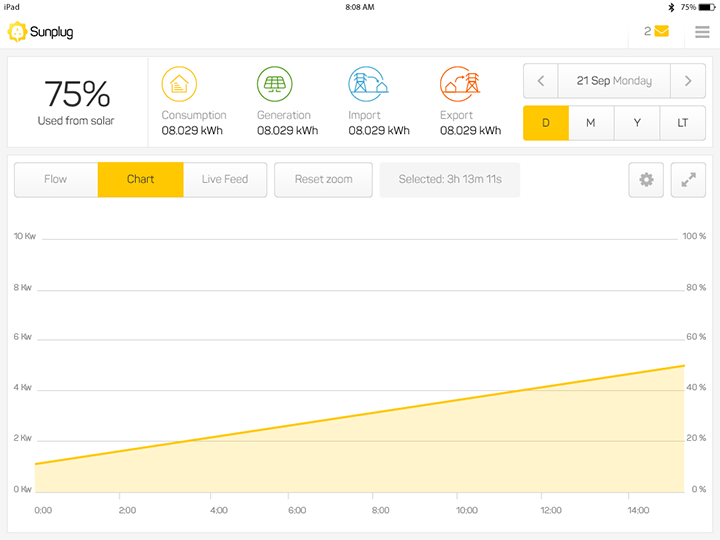 iPad
8:08 AM
75%
Sunplug
2
75%
Used from solar
Consumption
08.029 kWh
Generation
08.029 kWh
Import
08.029 kWh
Export
08.029 kWh
21 Sep Monday
D M Y LT
Flow Chart Live Feed Reset zoom Selected: 3h 13m 11s
10 Kw 100 %
8 Kw 80 %
6 Kw 60 %
4 Kw 40 %
2 Kw 20 %
0 Kw 0 %
0:00 2:00 4:00 6:00 8:00 10:00 12:00 14:00